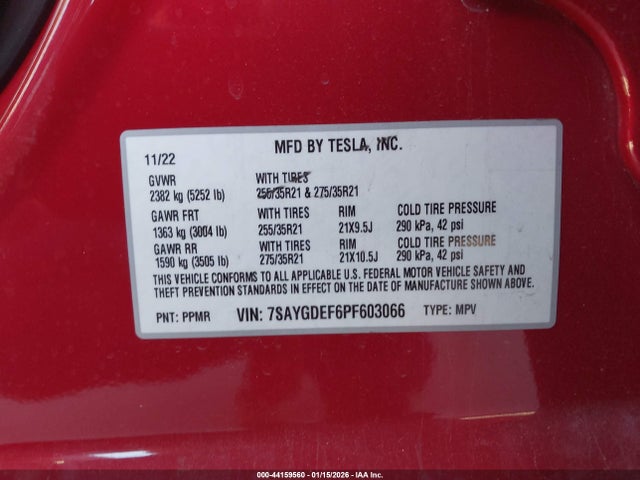 MFD BY TESLA, INC.
11/22
GVWR WITH TIRES
2382 kg (5252 lb) 255/35R21 & 275/35R21
GAWR FRT WITH TIRES RIM COLD TIRE PRESSURE
1363 kg (3004 lb) 255/35R21 21X9.5J 290 kPa, 42 psi
GAWR RR WITH TIRES RIM COLD TIRE PRESSURE
1590 kg (3505 lb) 275/35R21 21X10.5J 290 kPa, 42 psi
THIS VEHICLE CONFORMS TO ALL APPLICABLE U.S. FEDERAL MOTOR VEHICLE SAFETY AND
THEFT PREVENTION STANDARDS IN EFFECT ON THE DATE OF MANUFACTURE SHOWN ABOVE.
PNT: PPMR VIN: 7SAYGDEF6PF603066 TYPE: MPV
000-44159560 - 01/15/2026 - IAA Inc.